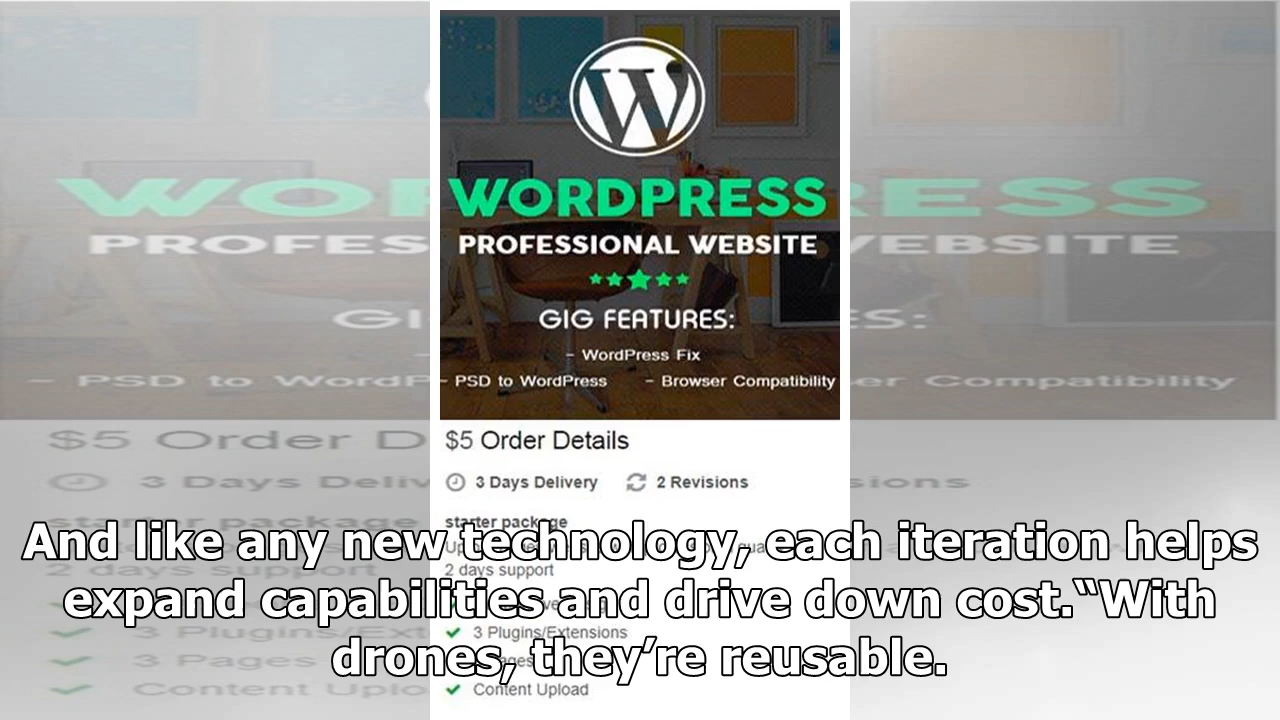 W
WORDPRESS
PROFESSIONAL WEBSITE
GIG FEATURES:
– WordPress Fix
– PSD to WordPress – Browser Compatibility
$5 Order Details
3 Days Delivery 2 Revisions
starter package
2 days support
3 Plugins/Extensions
Content Upload
And like any new technology, each iteration helps
expand capabilities and drive down cost.“With
drones, they’re reusable.